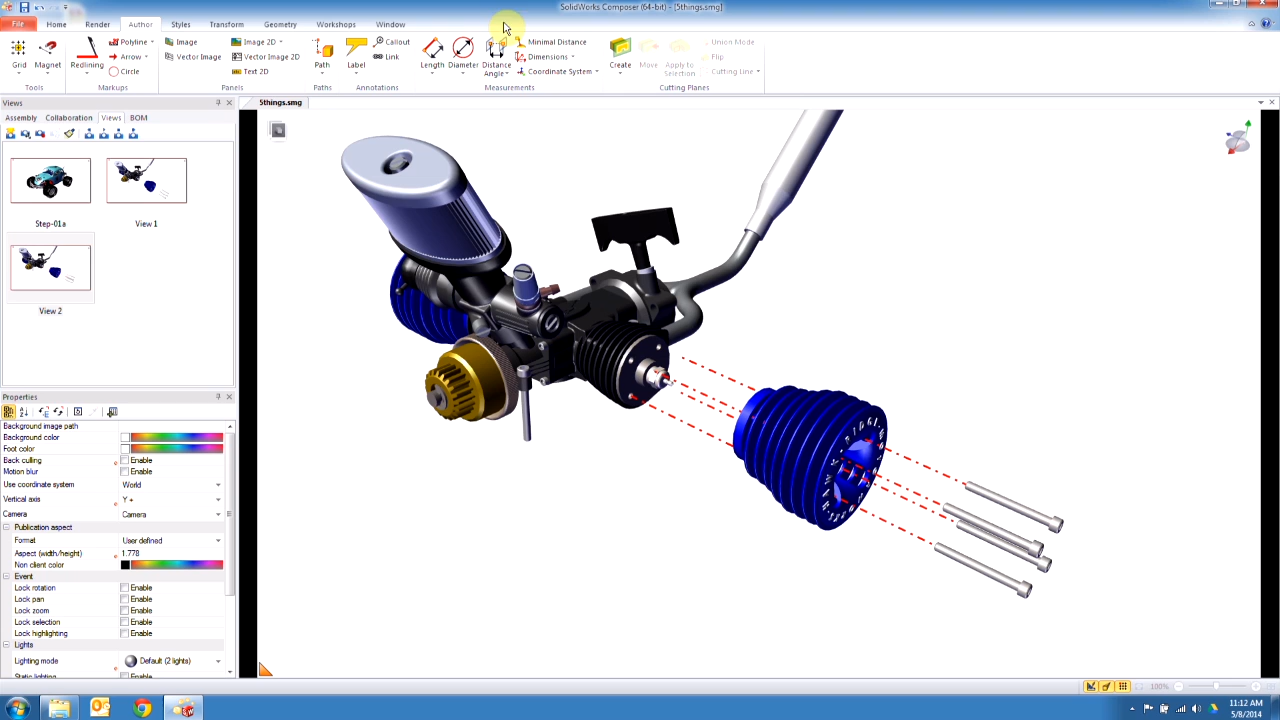 SolidWorks Composer (64-bit) - [5things.smg]
File Home Render Author Styles Transform Geometry Workshops Window
Grid Magnet Redlining Polyline Arrow Circle Image Vector Image Image 2D Vector Image 2D Text 2D Path Label Callout Link Length Diameter Distance Angle Minimal Distance Dimensions Coordinate System Create Move Apply to Selection Union Mode Flip Cutting Line
Tools Markups Panels Paths Annotations Measurements Cutting Planes
Views 5things.smg
Assembly Collaboration Views BOM
Step-01a View 1
View 2
Properties
Background image path
Background color
Foot color
Back culling Enable
Motion blur Enable
Use coordinate system World
Vertical axis Y +
Camera Camera
Publication aspect
Format User defined
Aspect (width/height) 1.778
Non client color
Event
Lock rotation Enable
Lock pan Enable
Lock zoom Enable
Lock selection Enable
Lock highlighting Enable
Lights
Lighting mode Default (2 lights)
Static lighting Enable
100%
11:12 AM
5/8/2014